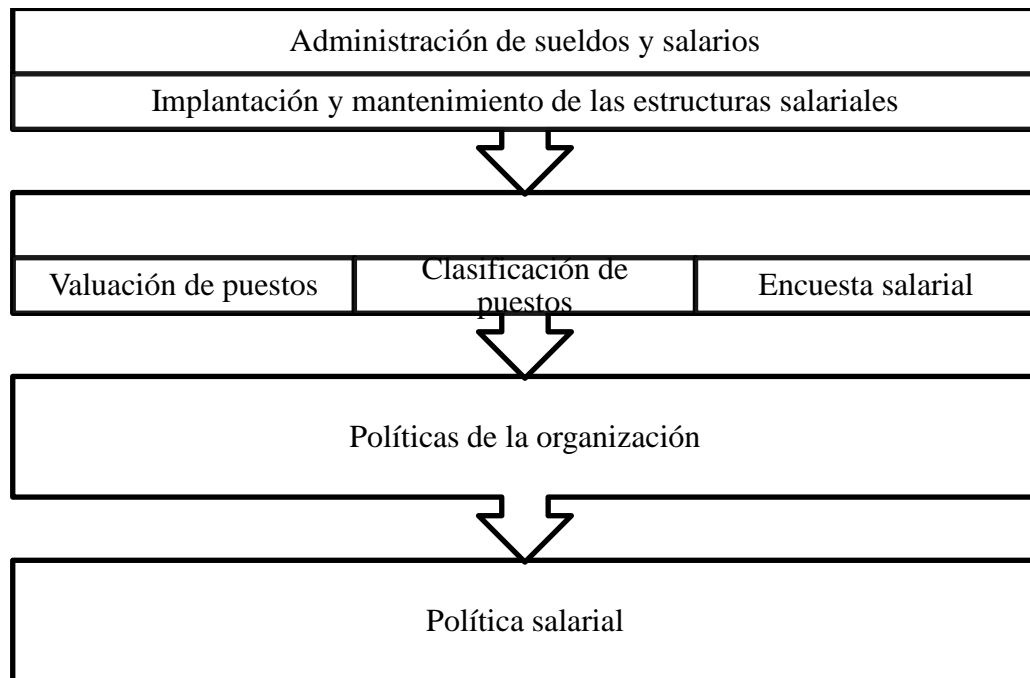 Administración de sueldos y salarios
Implantación y mantenimiento de las estructuras salariales
Valuación de puestos
Clasificación de
puestos
Encuesta salarial
Políticas de la organización
Política salarial